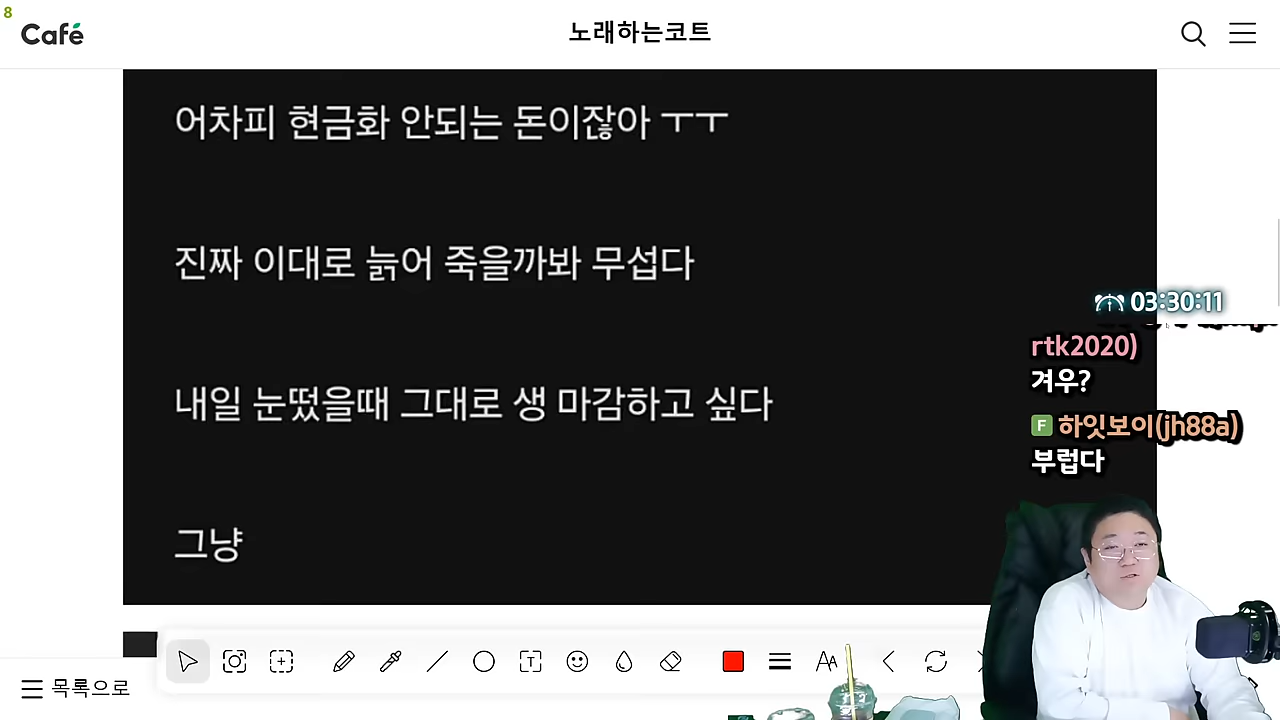 8
Café
노래하는코트
어차피 현금화 안되는 돈이잖아 ㅜㅜ
진짜 이대로 늙어 죽을까봐 무섭다
03:30:11
rtk2020)
겨우?
내일 눈떴을때 그대로 생 마감하고 싶다
F 하잇보이(jh88a)
부럽다
그냥
T
AA
목록으로